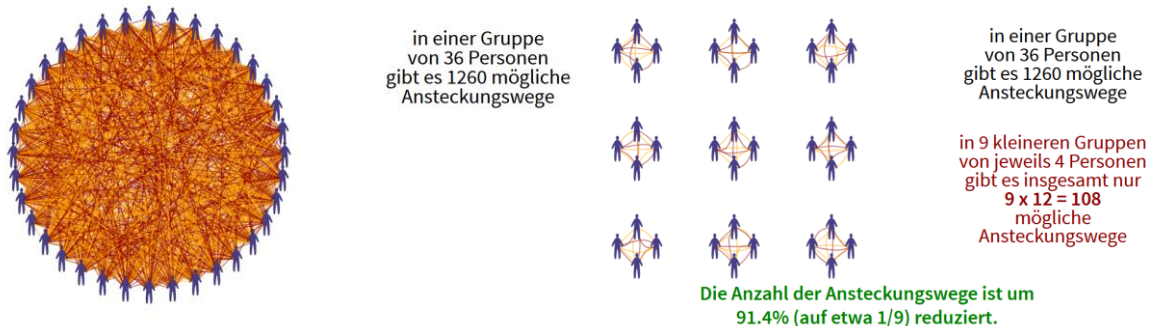 in einer Gruppe
von 36 Personen
gibt es 1260 mögliche
Ansteckungswege
in einer Gruppe
von 36 Personen
gibt es 1260 mögliche
Ansteckungswege
in 9 kleineren Gruppen
von jeweils 4 Personen
gibt es insgesamt nur
9 x 12 = 108
mögliche
Ansteckungswege
Die Anzahl der Ansteckungswege ist um
91.4% (auf etwa 1/9) reduziert.